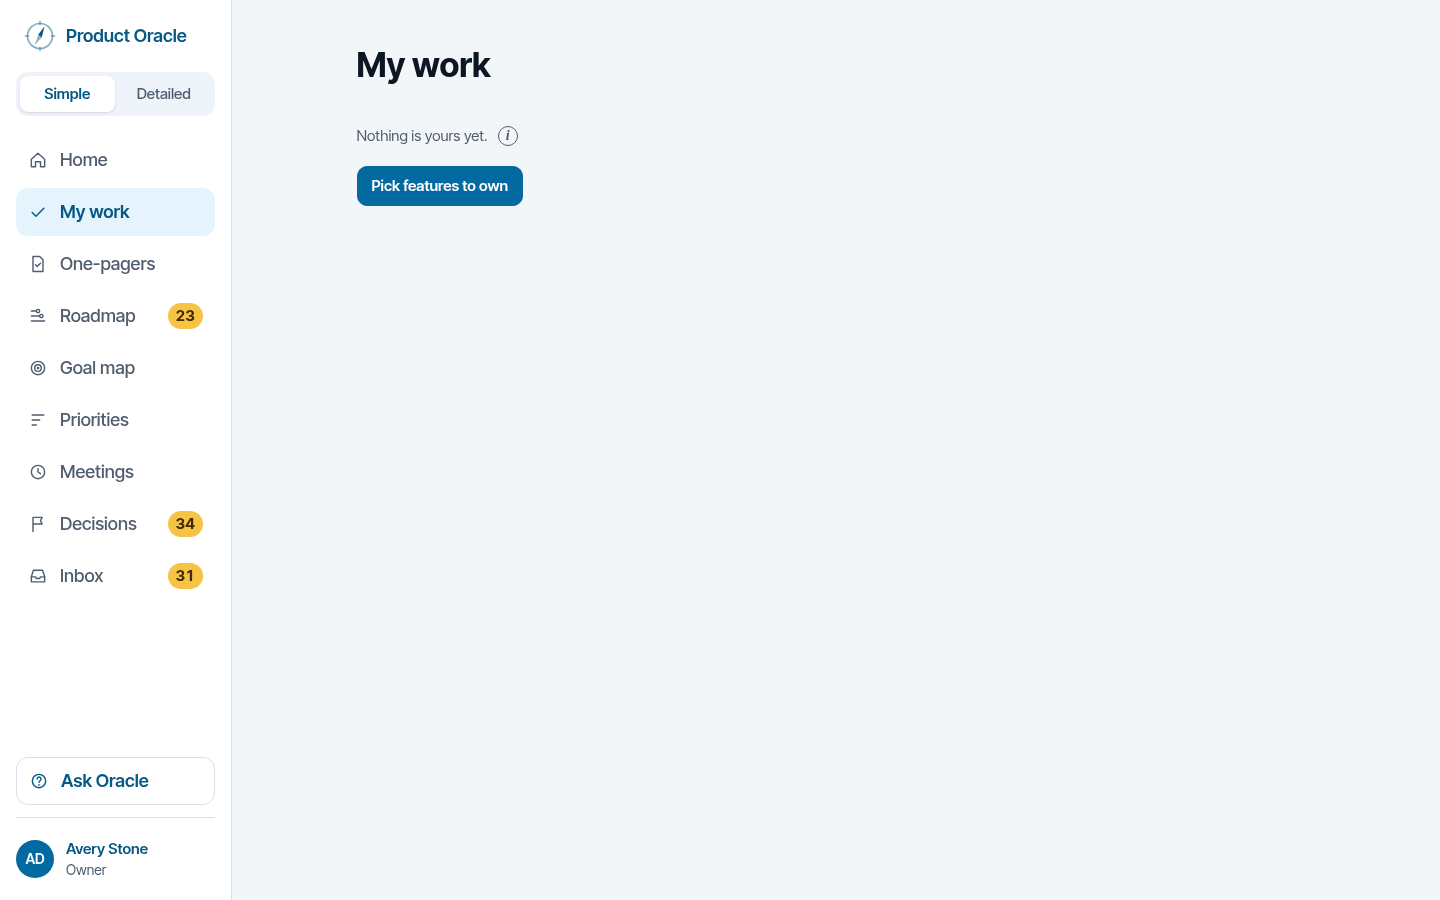 Product Oracle
Simple
Detailed
Home
My work
One-pagers
Roadmap
23
Goal map
Priorities
Meetings
Decisions
34
Inbox
31
Ask Oracle
AD
Avery Stone
Owner
My work
Nothing is yours yet.
i
Pick features to own